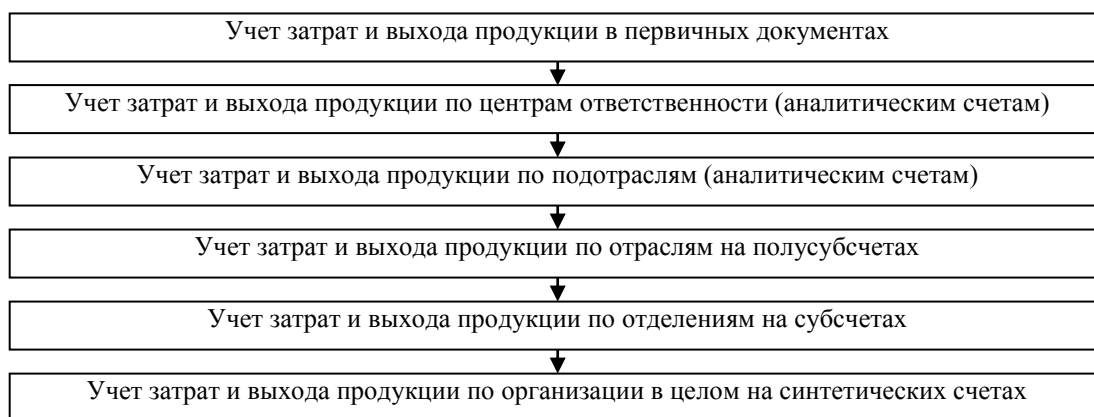 Учет затрат и выхода продукции в первичных документах
Учет затрат и выхода продукции по центрам ответственности (аналитическим счетам)
Учет затрат и выхода продукции по подотраслям (аналитическим счетам)
Учет затрат и выхода продукции по отраслям на полусубсчетах
Учет затрат и выхода продукции по отделениям на субсчетах
Учет затрат и выхода продукции по организации в целом на синтетических счетах